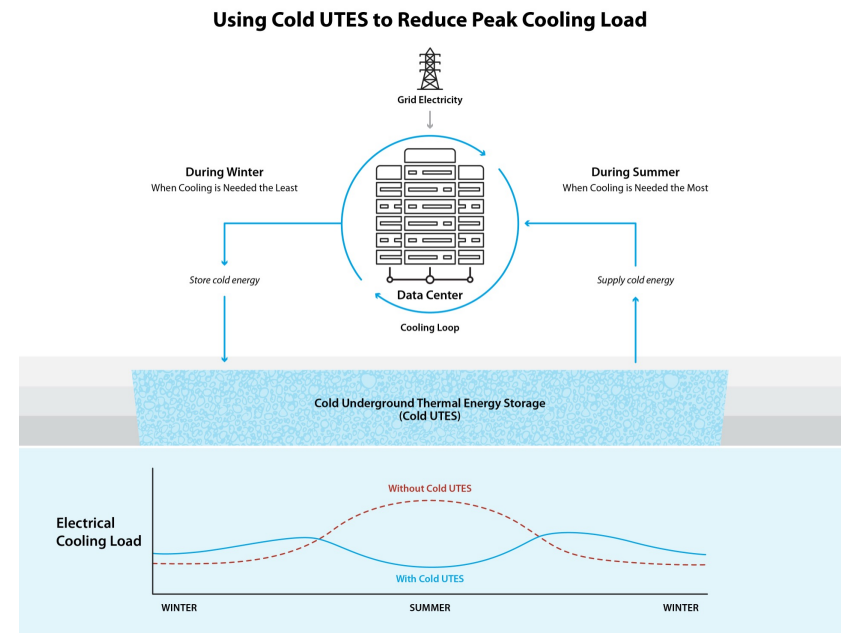 Using Cold UTES to Reduce Peak Cooling Load
Grid Electricity
During Winter
When Cooling is Needed the Least
During Summer
When Cooling is Needed the Most
Store cold energy
Supply cold energy
Data Center
Cooling Loop
Cold Underground Thermal Energy Storage
(Cold UTES)
Without Cold UTES
Electrical
Cooling Load
With Cold UTES
WINTER
SUMMER
WINTER